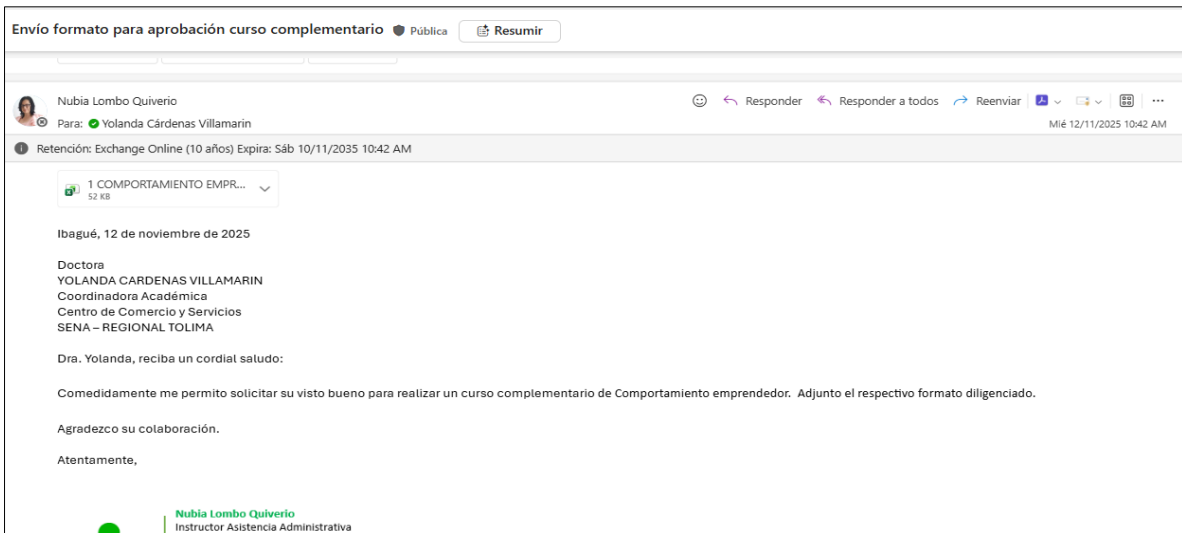 Envío formato para aprobación curso complementario Pública Resumir
Nubia Lombo Quiverio
Responder Responder a todos Reenviar
Para: Yolanda Cárdenas Villamarin
Mié 12/11/2025 10:42 AM
Retención: Exchange Online (10 años) Expira: Sáb 10/11/2035 10:42 AM
1 COMPORTAMIENTO EMPR...
52 KB
Ibagué, 12 de noviembre de 2025
Doctora
YOLANDA CARDENAS VILLAMARIN
Coordinadora Académica
Centro de Comercio y Servicios
SENA – REGIONAL TOLIMA
Dra. Yolanda, reciba un cordial saludo:
Comedidamente me permito solicitar su visto bueno para realizar un curso complementario de Comportamiento emprendedor. Adjunto el respectivo formato diligenciado.
Agradezco su colaboración.
Atentamente,
Nubia Lombo Quiverio
Instructor Asistencia Administrativa